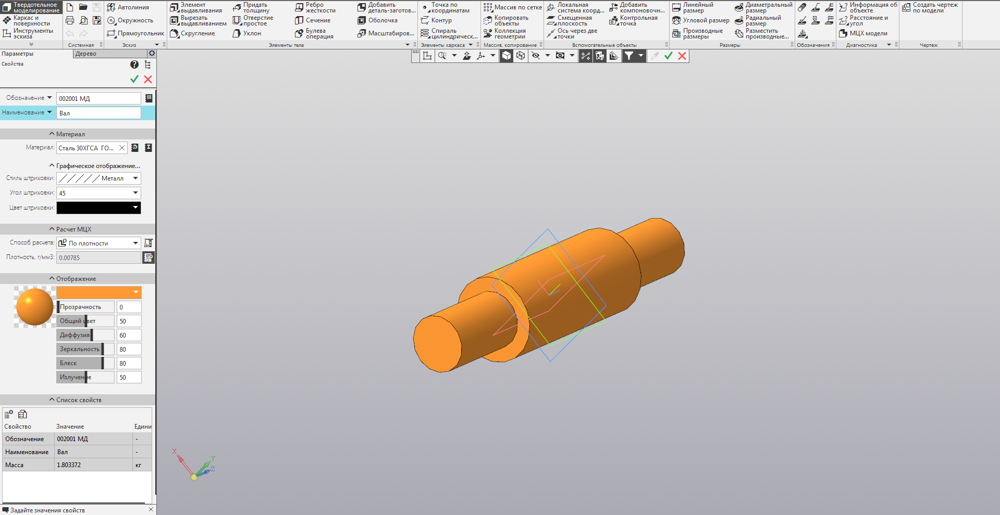 Твердотельное моделирование
Каркас и поверхности
Инструменты эскиза
Системная
Автолиния
Окружность
Прямоугольник
Эскиз
Элемент выдавливания
Вырезать выдавливанием
Скругление
Придать толщину
Отверстие простое
Уклон
Ребро жесткости
Сечение
Булева операция
Добавить деталь-заготов...
Оболочка
Масштабиров...
Элементы тела
Точка по координатам
Контур
Спираль цилиндрическ...
Элементы каркаса
Массив по сетке
Копировать объекты
Коллекция геометрии
Массив, копирование
Локальная система коорд...
Смещенная плоскость
Ось через две точки
Добавить компоновочн...
Контрольная точка
Вспомогательные объекты
Линейный размер
Угловой размер
Производные размеры
Диаметральный размер
Радиальный размер
Разместить производные...
Размеры
Обозначения
Информация об объекте
Расстояние и угол
МЦХ модели
Диагностика
Создать чертеж по модели
Чертеж
Параметры
Дерево
Свойства
Обозначение 002001 МД
Наименование Вал
Материал
Материал: Сталь 30ХГСА ГО...
Графическое отображение...
Стиль штриховки: Металл
Угол штриховки: 45
Цвет штриховки:
Расчет МЦХ
Способ расчета: По плотности
Плотность, г/мм3: 0.00785
Отображение
Прозрачность 0
Общий цвет 50
Диффузия 60
Зеркальность 80
Блеск 80
Излучение 50
Список свойств
Свойство Значение Едини
Обозначение 002001 МД -
Наименование Вал -
Масса 1.803372 кг
Задайте значения свойств
X
Y
Z